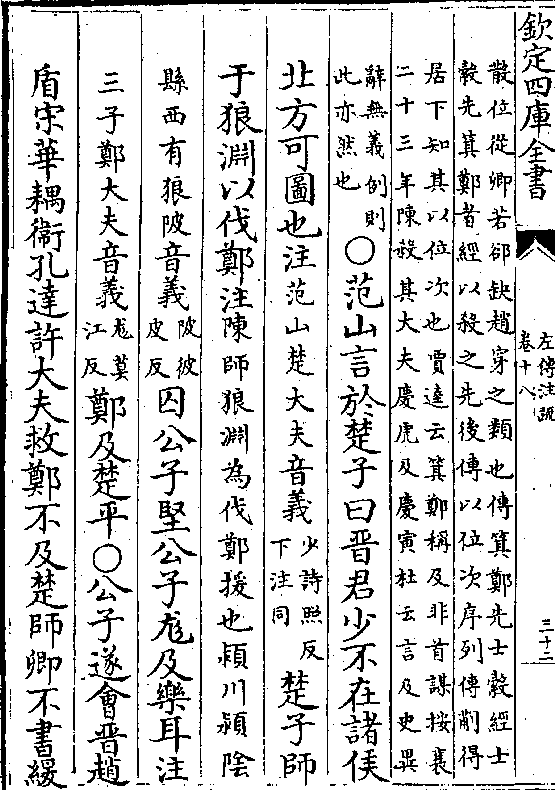 欽定四庫全書
左傳注疏
卷十八
三十二
散位從卿若郤缺趙穿之類也傳箕鄭先士縠經士
縠先箕鄭者經以殺之先後傳以位次序列傳削得
居下知其以位次也賈逵云箕鄭稱及非首謀按襄
二十三年陳殺其大夫慶虎及慶寅杜云言及史異
辭無義例則
此亦然也
○范山言於楚子曰晉君少不在諸侯
北方可圖也注范山楚大夫音義
少詩照反
下注同
楚子師
于狼淵以伐鄭注陳師狼淵為伐鄭援也潁川潁陰
縣西有狼陂音義
陂彼
皮反
囚公子堅公子尨及樂耳注
三子鄭大夫音義
尨莫
江反
鄭及楚平○公子遂會晉趙
盾宋華耦衛孔達許大夫救鄭不及楚師卿不書緩